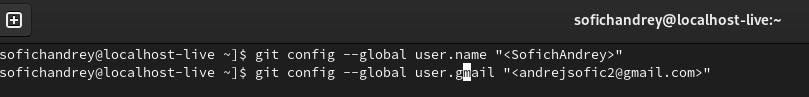 sofichandrey@localhost-live:~
sofichandrey@localhost-live ~]$ git config --global user.name "<SofichAndrey>"
sofichandrey@localhost-live ~]$ git config --global user.gmail "<andrejsofic2@gmail.com>"